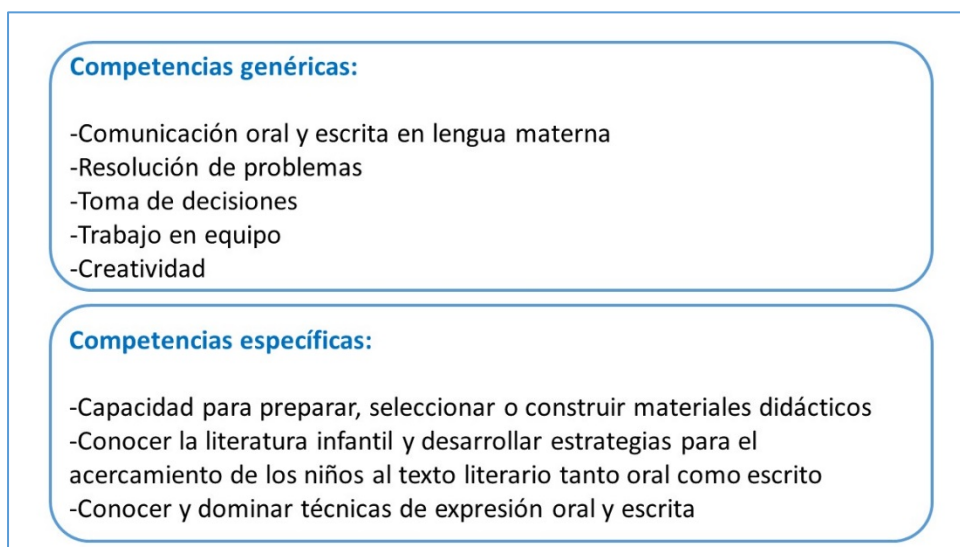 Competencias genéricas:
-Comunicación oral y escrita en lengua materna
-Resolución de problemas
-Toma de decisiones
-Trabajo en equipo
-Creatividad
Competencias específicas:
-Capacidad para preparar, seleccionar o construir materiales didácticos
-Conocer la literatura infantil y desarrollar estrategias para el
acercamiento de los niños al texto literario tanto oral como escrito
-Conocer y dominar técnicas de expresión oral y escrita